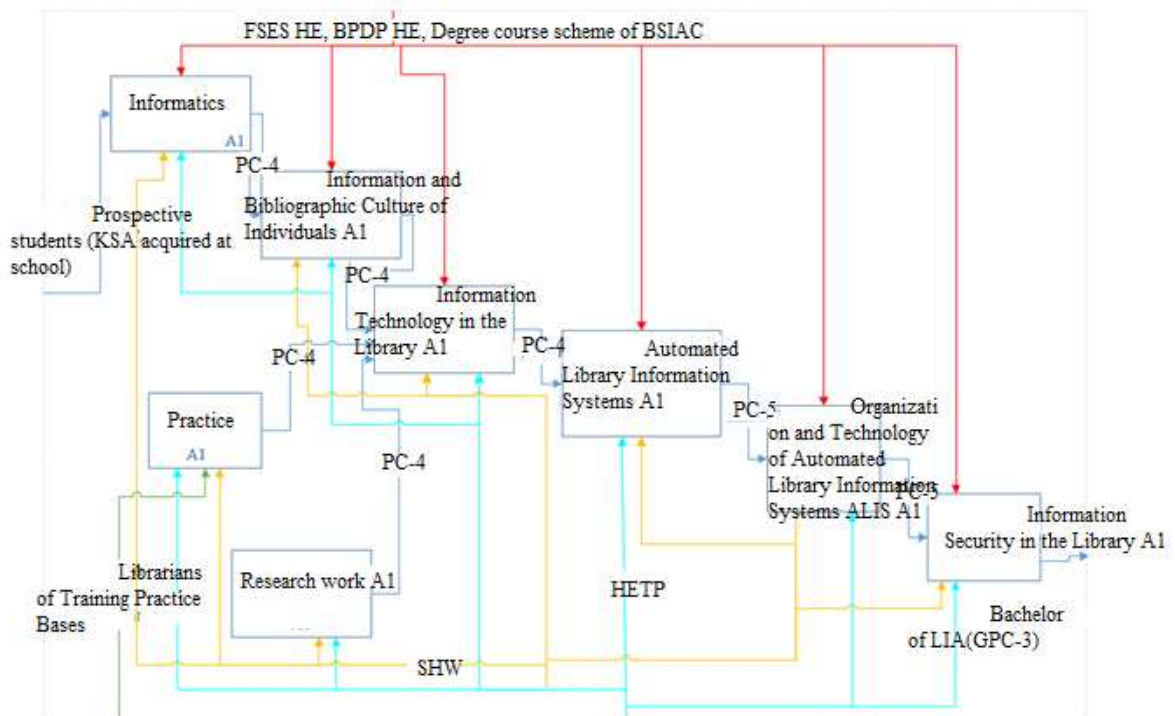 FSES HE, BPDP HE, Degree course scheme of BSIAC
Informatics
A1
PC-4
Information and
Bibliographic Culture of
Individuals A1
Prospective
students (KSA acquired at
school)
PC-4
Information
Technology in the
Library A1
PC-4
PC-4
Automated
Library Information
Systems A1
Practice
A1
PC-4
PC-5
Organizati
on and Technology
of Automated
Library Information
Systems ALIS A1
PC-5
Information
Security in the Library A1
Librarians
of Training Practice
Bases
Research work A1
HETP
Bachelor
of LIA(GPC-3)
SHW